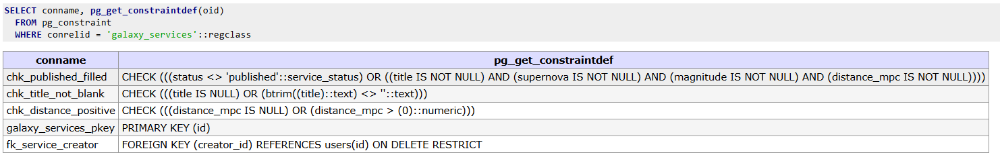 SELECT conname, pg_get_constraintdef(oid)
FROM pg_constraint
WHERE conrelid = 'galaxy_services'::regclass
conname pg_get_constraintdef
chk_published_filled CHECK (((status <> 'published'::service_status) OR ((title IS NOT NULL) AND (supernova IS NOT NULL) AND (magnitude IS NOT NULL) AND (distance_mpc IS NOT NULL))))
chk_title_not_blank CHECK (((title IS NULL) OR (btrim((title)::text) <> ''::text)))
chk_distance_positive CHECK (((distance_mpc IS NULL) OR (distance_mpc > (0)::numeric)))
galaxy_services_pkey PRIMARY KEY (id)
fk_service_creator FOREIGN KEY (creator_id) REFERENCES users(id) ON DELETE RESTRICT